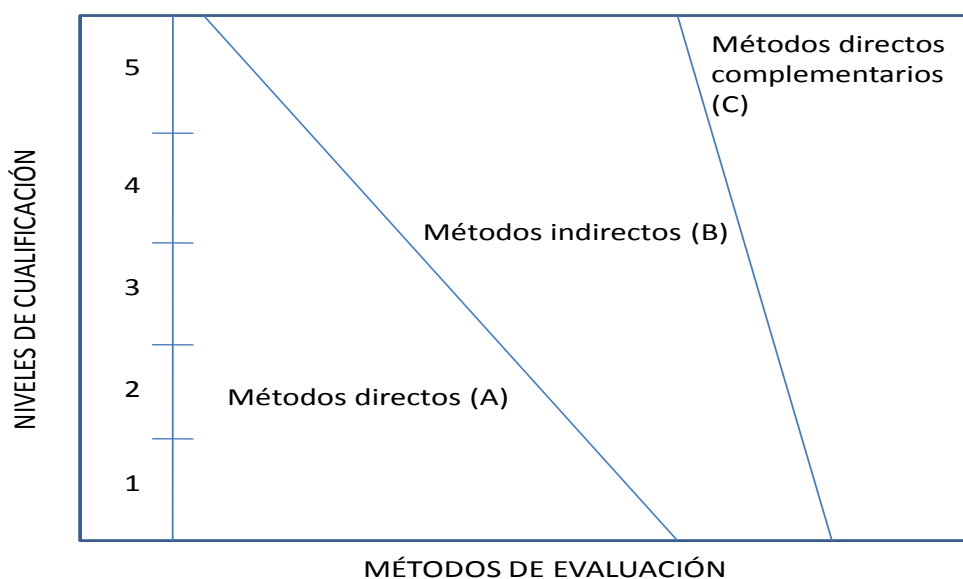 Métodos directos
complementarios
(C)
5
4
Métodos indirectos (B)
3
2
Métodos directos (A)
1
NIVELES DE CUALIFICACIÓN
MÉTODOS DE EVALUACIÓN